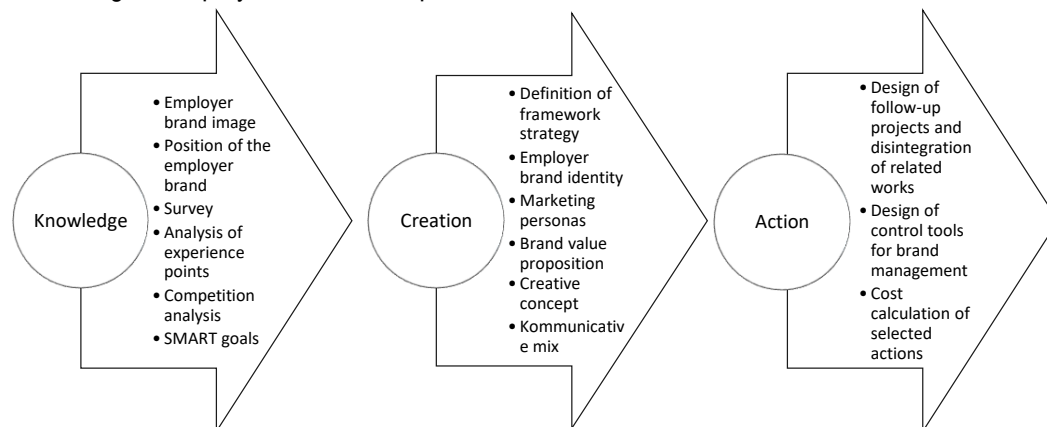 Knowledge
• Employer
brand image
• Position of the
employer
brand
• Survey
• Analysis of
experience
points
• Competition
analysis
• SMART goals
Creation
• Definition of
framework
strategy
• Employer
brand identity
• Marketing
personas
• Brand value
proposition
• Creative
concept
• Kommunicativ
e mix
Action
• Design of
follow-up
projects and
disintegration
of related
works
• Design of
control tools
for brand
management
• Cost
calculation of
selected
actions